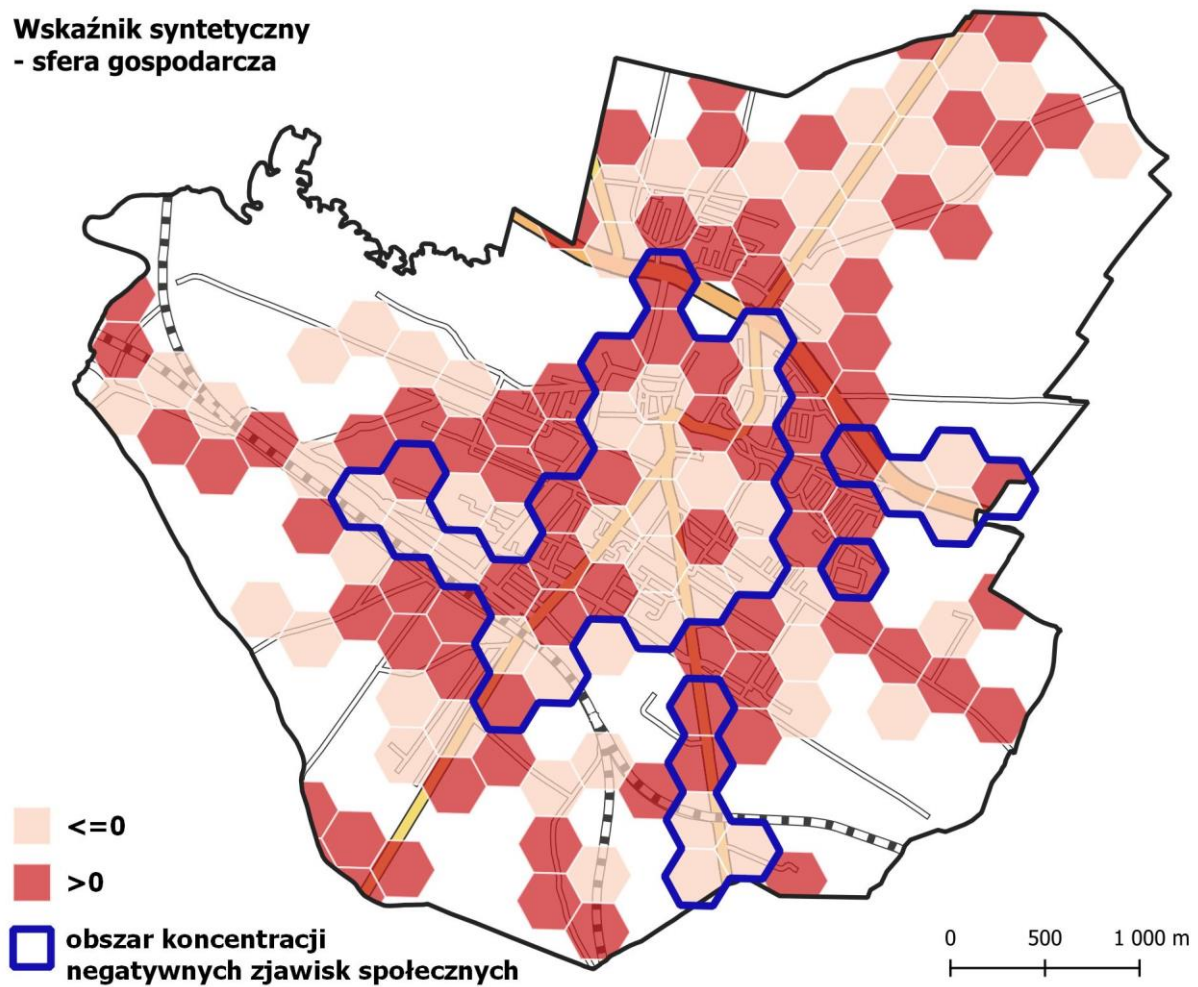 Wskaźnik syntetyczny
- sfera gospodarcza
<=0
>0
obszar koncentracji
negatywnych zjawisk społecznych
0 500 1 000 m